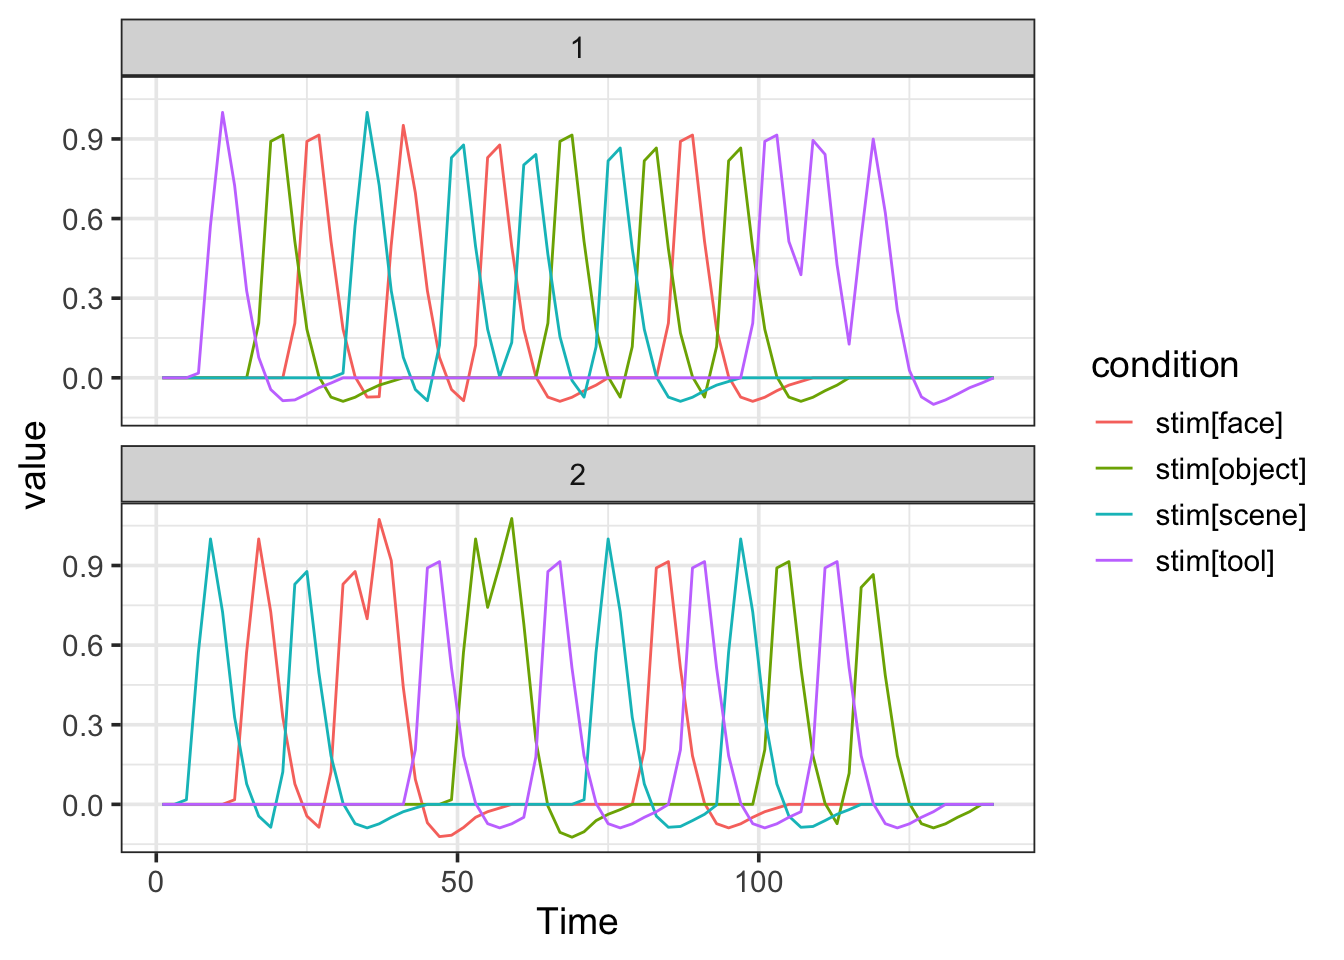 1
0.9
0.6
0.3
0.0
2
0.9
0.6
0.3
0.0
0 50 100
Time
value
condition
stim[face]
stim[object]
stim[scene]
stim[tool]